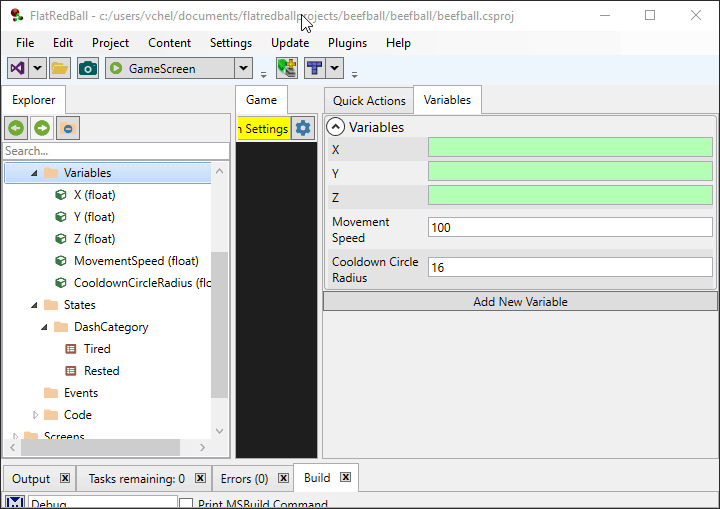 FlatRedBall - c:/users/vchel/documents/flatredballprojects/beefball/beefball/beefball.csproj
File Edit Project Content Settings Update Plugins Help
GameScreen
Explorer
Game
Quick Actions
Variables
Settings
Search...
Variables
X (float)
Y (float)
Z (float)
MovementSpeed (float)
CooldownCircleRadius (flo
States
DashCategory
Tired
Rested
Events
Code
Screens
Variables
X
Y
Z
Movement
Speed
100
Cooldown Circle
Radius
16
Add New Variable
Output
Tasks remaining: 0
Errors (0)
Build
Debug
Print MSBuild Command